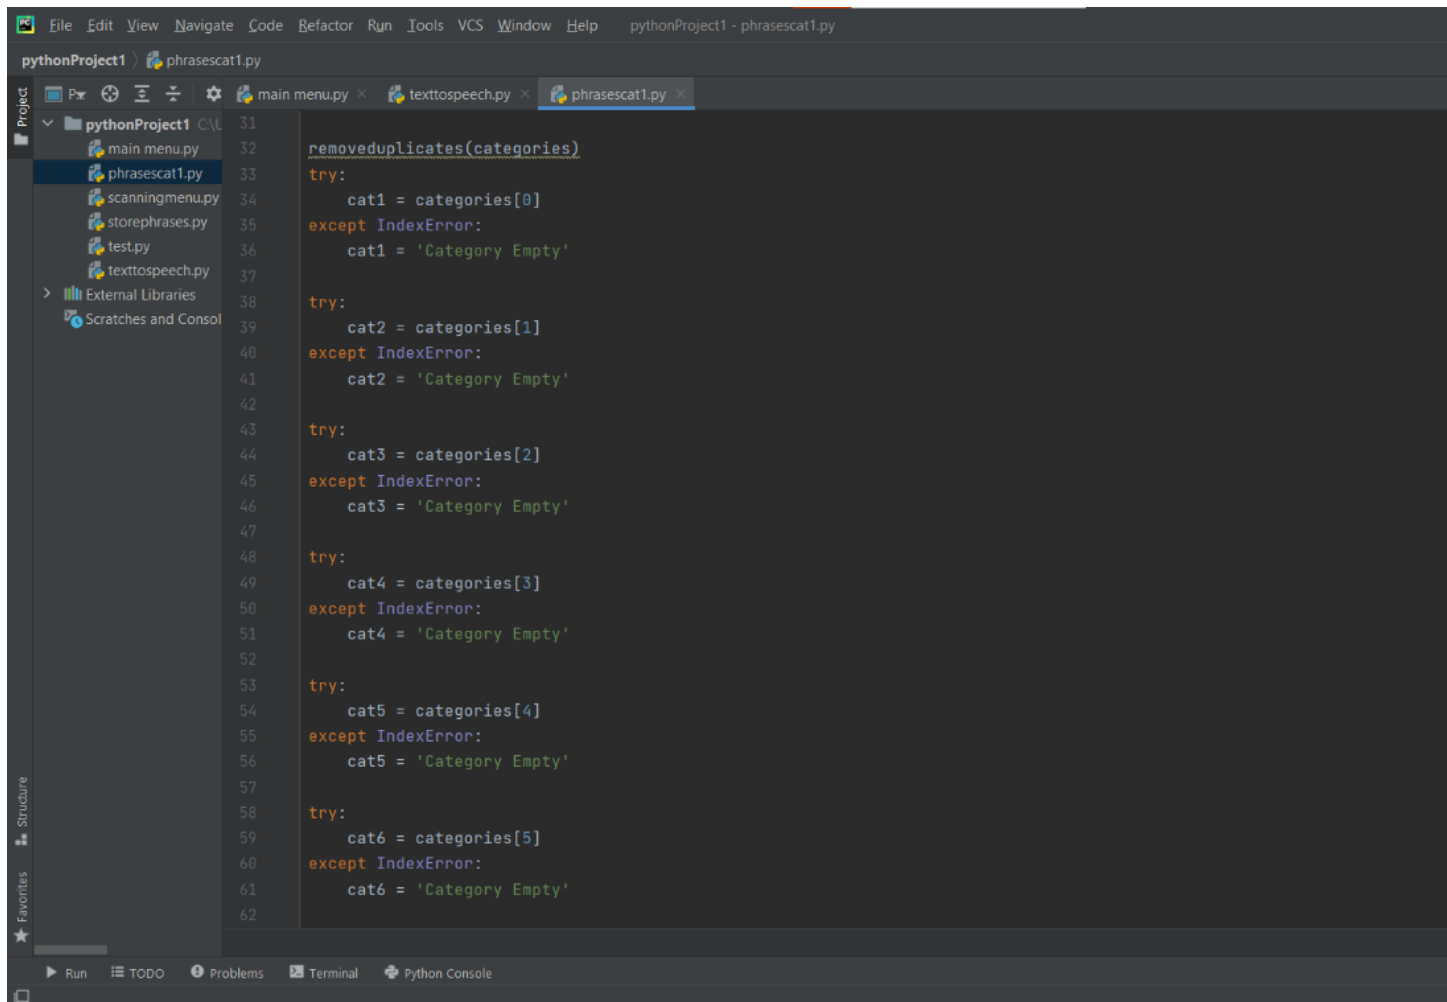 File Edit View Navigate Code Refactor Run Tools VCS Window Help pythonProject1 - phrasescat1.py
pythonProject1 phrasescat1.py
Project
main menu.py texttospeech.py phrasescat1.py
pythonProject1 C:\U
main menu.py
phrasescat1.py
scanningmenu.py
storephrases.py
test.py
texttospeech.py
External Libraries
Scratches and Consol
31
32 removeduplicates(categories)
33 try:
34 cat1 = categories[0]
35 except IndexError:
36 cat1 = 'Category Empty'
37
38 try:
39 cat2 = categories[1]
40 except IndexError:
41 cat2 = 'Category Empty'
42
43 try:
44 cat3 = categories[2]
45 except IndexError:
46 cat3 = 'Category Empty'
47
48 try:
49 cat4 = categories[3]
50 except IndexError:
51 cat4 = 'Category Empty'
52
53 try:
54 cat5 = categories[4]
55 except IndexError:
56 cat5 = 'Category Empty'
57
58 try:
59 cat6 = categories[5]
60 except IndexError:
61 cat6 = 'Category Empty'
62
Structure
Favorites
Run TODO Problems Terminal Python Console